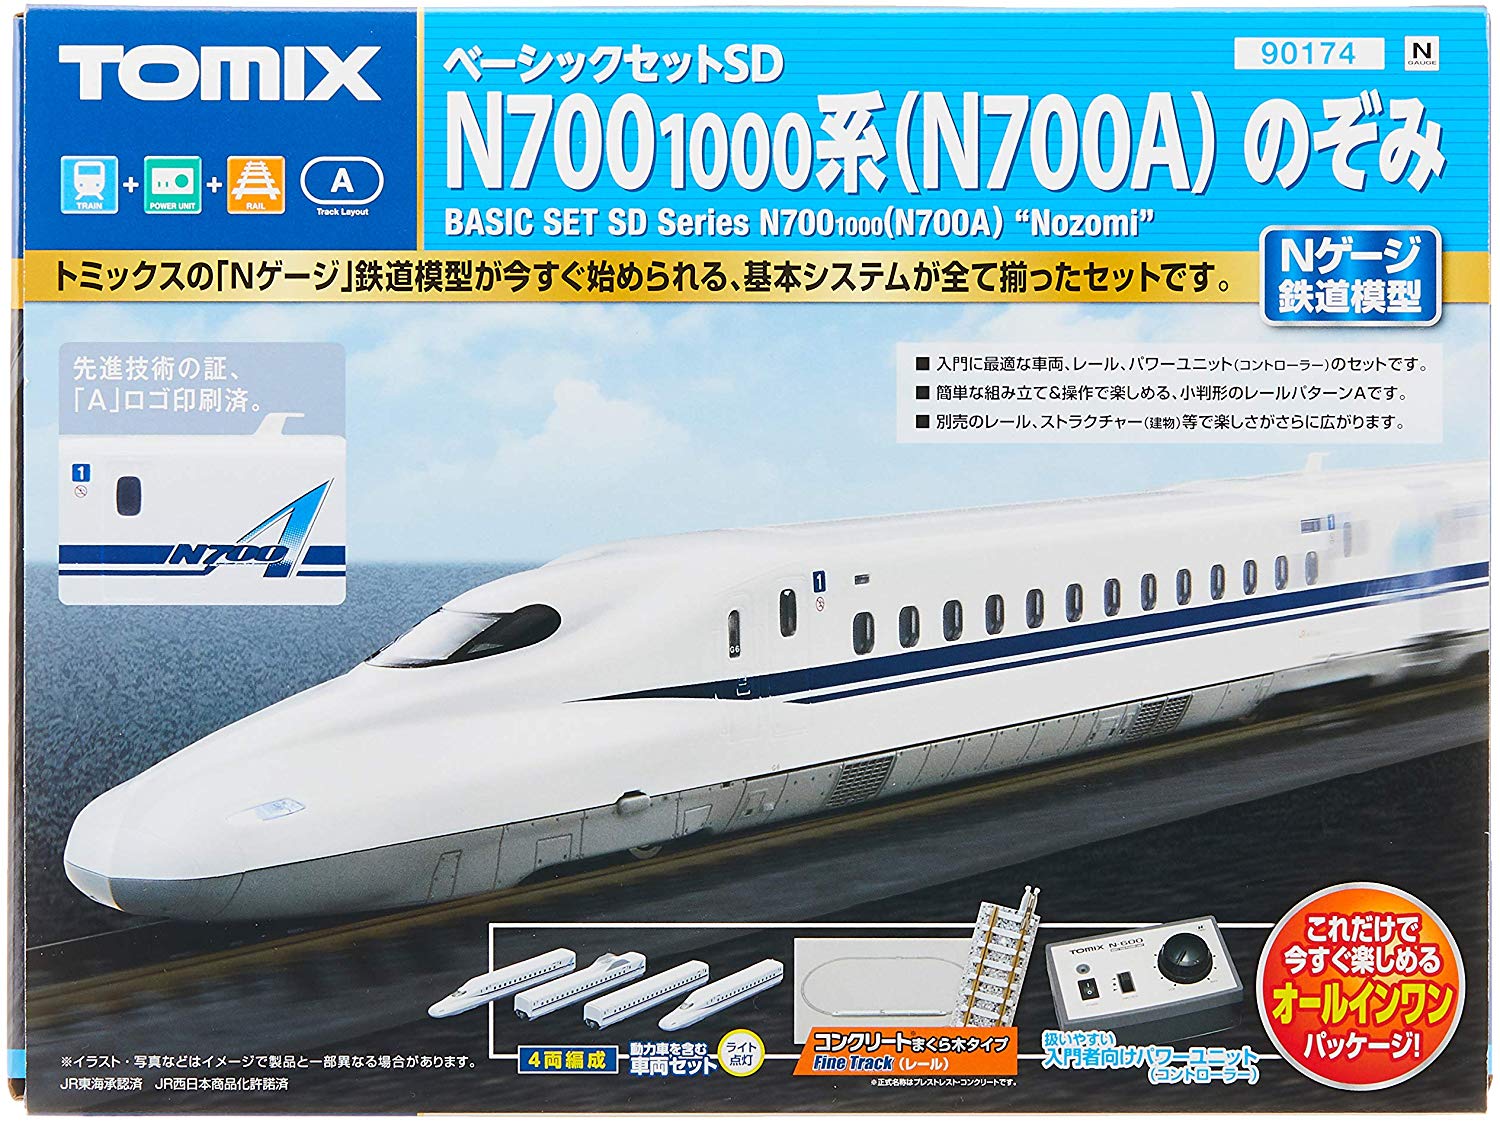 TOMIX
TRAIN
+
POWER UNIT
+
RAIL
A
Track Layout
ベーシックセットSD
90174
N
GAUGE
N7001000系(N700A) のぞみ
BASIC SET SD Series N7001000(N700A) “Nozomi”
トミックスの「Nゲージ」鉄道模型が今すぐ始められる、基本システムが全て揃ったセットです。
Nゲージ
鉄道模型
先進技術の証、
「A」ロゴ印刷済。
1
N700A
■ 入門に最適な車両、レール、パワーユニット(コントローラー)のセットです。
■ 簡単な組み立て&操作で楽しめる、小判形のレールパターンAです。
■ 別売のレール、ストラクチャー(建物)等で楽しさがさらに広がります。
1
1
G6
G6
TOMIX N-600
4両編成
動力車を含む
車両セット
ライト
点灯
コンクリート※まくら木タイプ
Fine Track(レール)
※正式名称はプレストレスト・コンクリートです。
扱いやすい
入門者向けパワーユニット
(コントローラー)
これだけで
今すぐ楽しめる
オールインワン
パッケージ!
※イラスト・写真などはイメージで製品と一部異なる場合があります。
JR東海承認済 JR西日本商品化許諾済